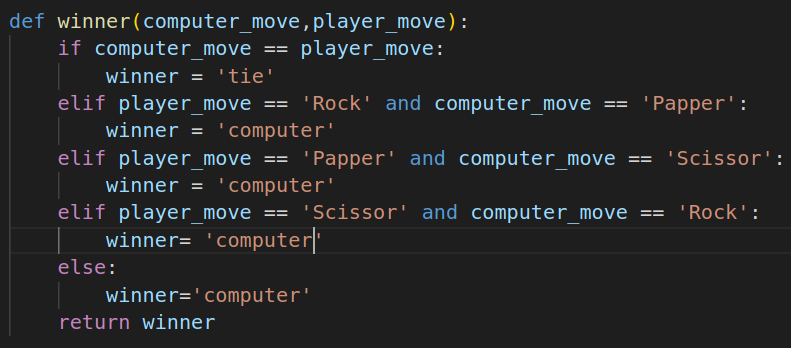 def winner(computer_move,player_move):
    if computer_move == player_move:
        winner = 'tie'
    elif player_move == 'Rock' and computer_move == 'Papper':
        winner = 'computer'
    elif player_move == 'Papper' and computer_move == 'Scissor':
        winner = 'computer'
    elif player_move == 'Scissor' and computer_move == 'Rock':
        winner= 'computer'
    else:
        winner='computer'
    return winner